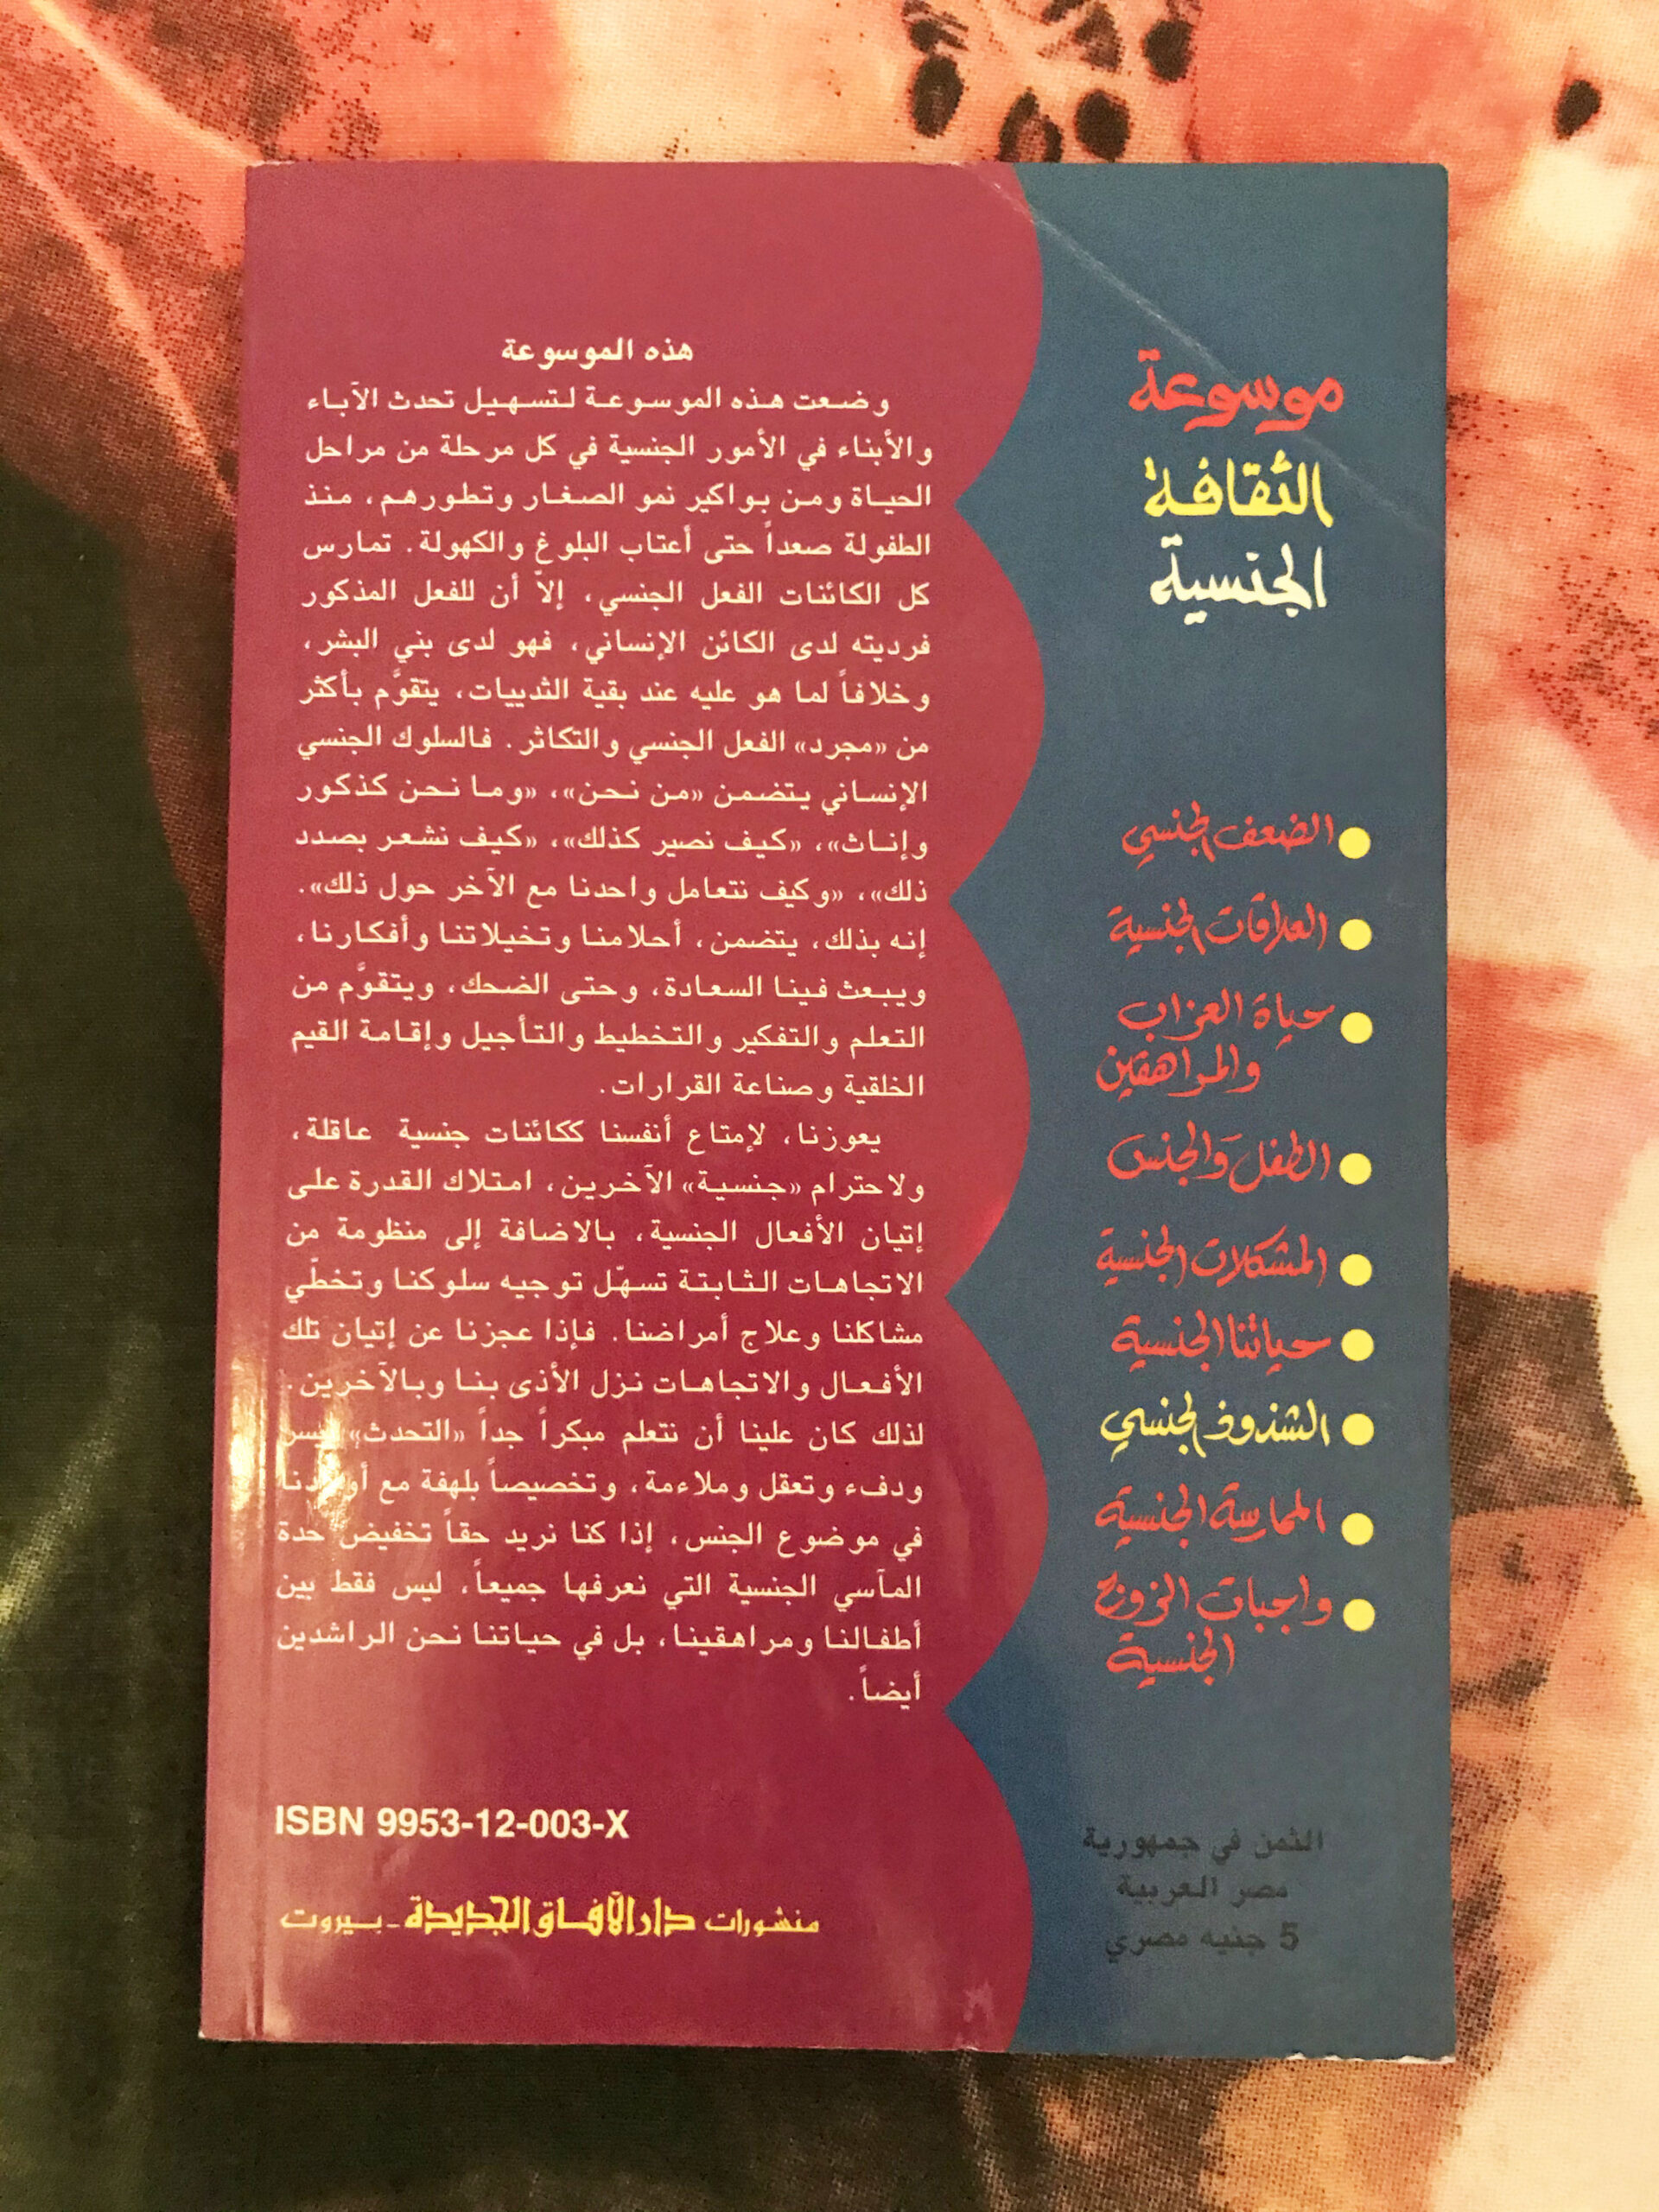 موسوعة
الثقافة
الجنسية
الضعف الجنسي
العلاقات الجنسية
حياة العزاب
والمراهقين
الطفل وَالجنس
المشكلات الجنسية
حياتنا الجنسية
الشذوذ الجنسي
الممارسة الجنسية
واجبات الزوج
الجنسية
الثمن في جمهورية
مصر العربية
5 جنيه مصري
هذه الموسوعة
وضعت هذه الموسوعة لتسهيل تحدث الآباء
والأبناء في الأمور الجنسية في كل مرحلة من مراحل
الحياة ومن بواكير نمو الصغار وتطورهم، منذ
الطفولة صعداً حتى أعتاب البلوغ والكهولة. تمارس
كل الكائنات الفعل الجنسي، إلاّ أن للفعل المذكور
فرديته لدى الكائن الإنساني، فهو لدى بني البشر،
وخلافاً لما هو عليه عند بقية الثدييات، يتقوَّم بأكثر
من «مجرد» الفعل الجنسي والتكاثر. فالسلوك الجنسي
الإنساني يتضمن «من نحن»، «وما نحن كذكور
وإناث»، «كيف نصير كذلك»، «كيف نشعر بصدد
ذلك»، «وكيف نتعامل واحدنا مع الآخر حول ذلك».
إنه بذلك، يتضمن، أحلامنا وتخيلاتنا وأفكارنا،
ويبعث فينا السعادة، وحتى الضحك، ويتقوَّم من
التعلم والتفكير والتخطيط والتأجيل وإقامة القيم
الخلقية وصناعة القرارات.
يعوزنا، لإمتاع أنفسنا ككائنات جنسية عاقلة،
ولاحترام «جنسية» الآخرين، امتلاك القدرة على
إتيان الأفعال الجنسية، بالاضافة إلى منظومة من
الاتجاهات الثابتة تسهّل توجيه سلوكنا وتخطّي
مشاكلنا وعلاج أمراضنا. فإذا عجزنا عن إتيان تلك
الأفعال والاتجاهات نزل الأذى بنا وبالآخرين.
لذلك كان علينا أن نتعلم مبكراً جداً «التحدث»
ودفء وتعقل وملاءمة، وتخصيصاً بلهفة مع أولادنا
في موضوع الجنس، إذا كنا نريد حقاً تخفيض حدة
المآسي الجنسية التي نعرفها جميعاً، ليس فقط بين
أطفالنا ومراهقينا، بل في حياتنا نحن الراشدين
أيضاً.
ISBN 9953-12-003-X
منشورات دار الآفاق الجديدة - بيروت